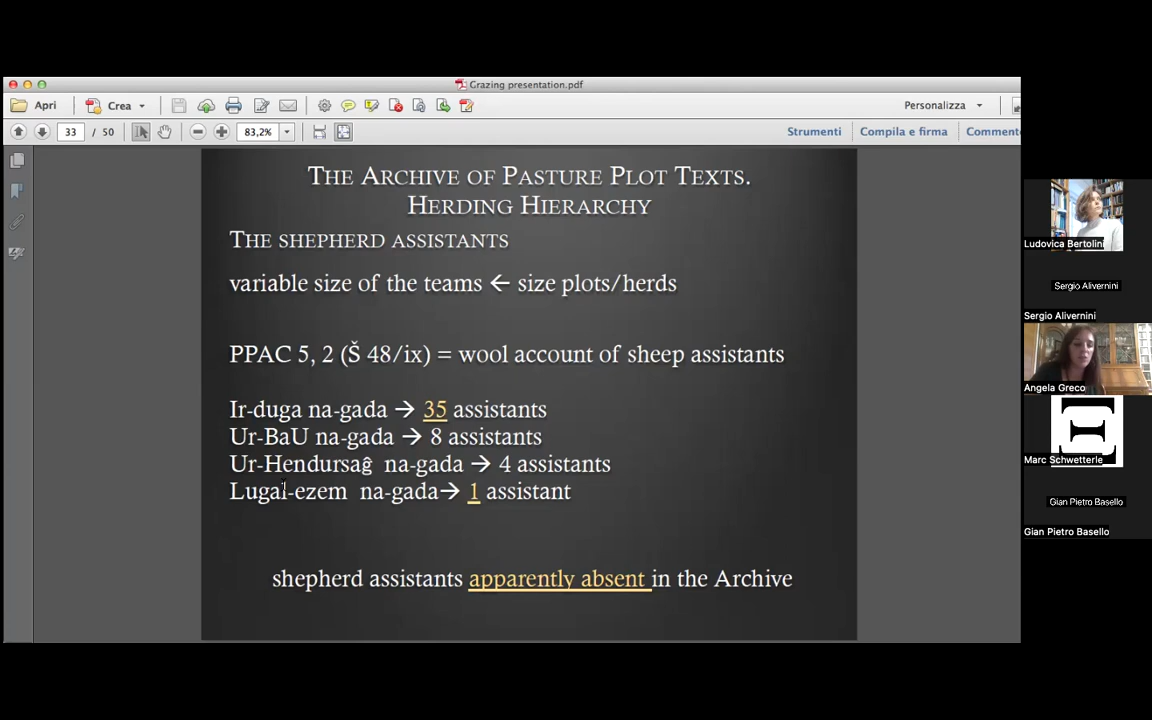 Grazing presentation.pdf
Apri
Crea
Personalizza
33 / 50
83,2%
Strumenti
Compila e firma
Comment
THE ARCHIVE OF PASTURE PLOT TEXTS.
HERDING HIERARCHY
THE SHEPHERD ASSISTANTS
variable size of the teams ← size plots/herds
PPAC 5, 2 (Š 48/ix) = wool account of sheep assistants
Ir-duga na-gada → 35 assistants
Ur-BaU na-gada → 8 assistants
Ur-Hendursaĝ na-gada → 4 assistants
Lugal-ezem na-gada→ 1 assistant
shepherd assistants apparently absent in the Archive
Ludovica Bertolini
Sergio Alivernini
Sergio Alivernini
Angela Greco
Marc Schwetterle
Gian Pietro Basello
Gian Pietro Basello